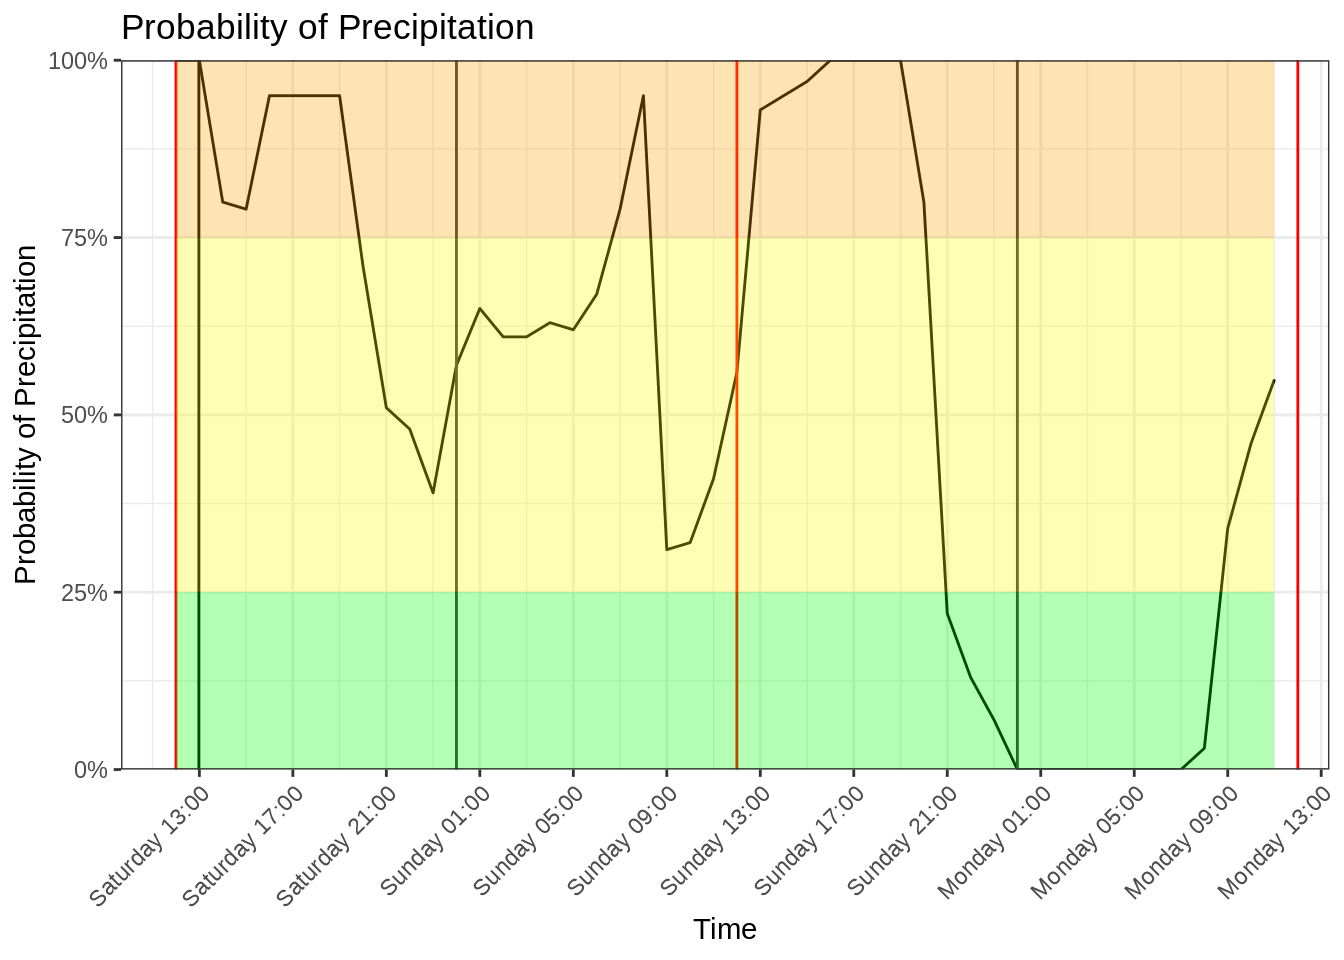 Probability of Precipitation
Probability of Precipitation
100%
75%
50%
25%
0%
Saturday 13:00
Saturday 17:00
Saturday 21:00
Sunday 01:00
Sunday 05:00
Sunday 09:00
Sunday 13:00
Sunday 17:00
Sunday 21:00
Monday 01:00
Monday 05:00
Monday 09:00
Monday 13:00
Time